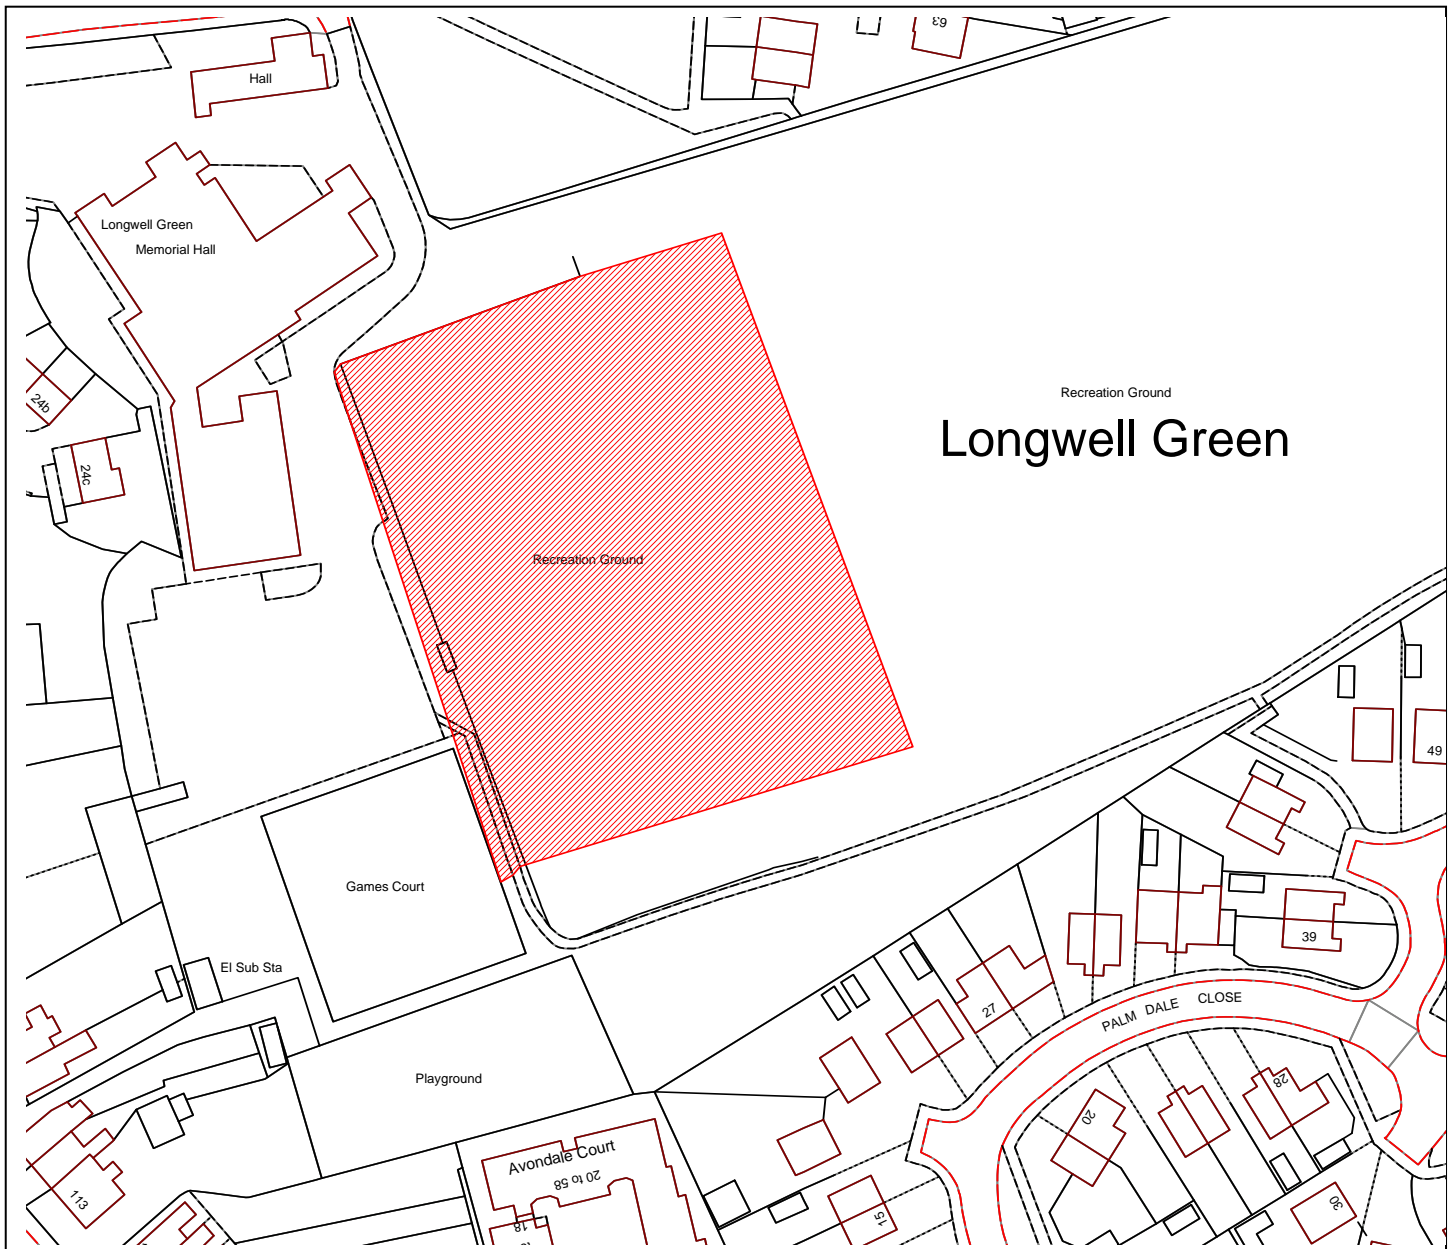 63
Hall
Longwell Green
Memorial Hall
Recreation Ground
24b
Longwell Green
24c
Recreation Ground
49
Games Court
39
El Sub Sta
PALM DALE CLOSE
27
Playground
28
20
Avondale Court
20 to 58
113
30
15
18